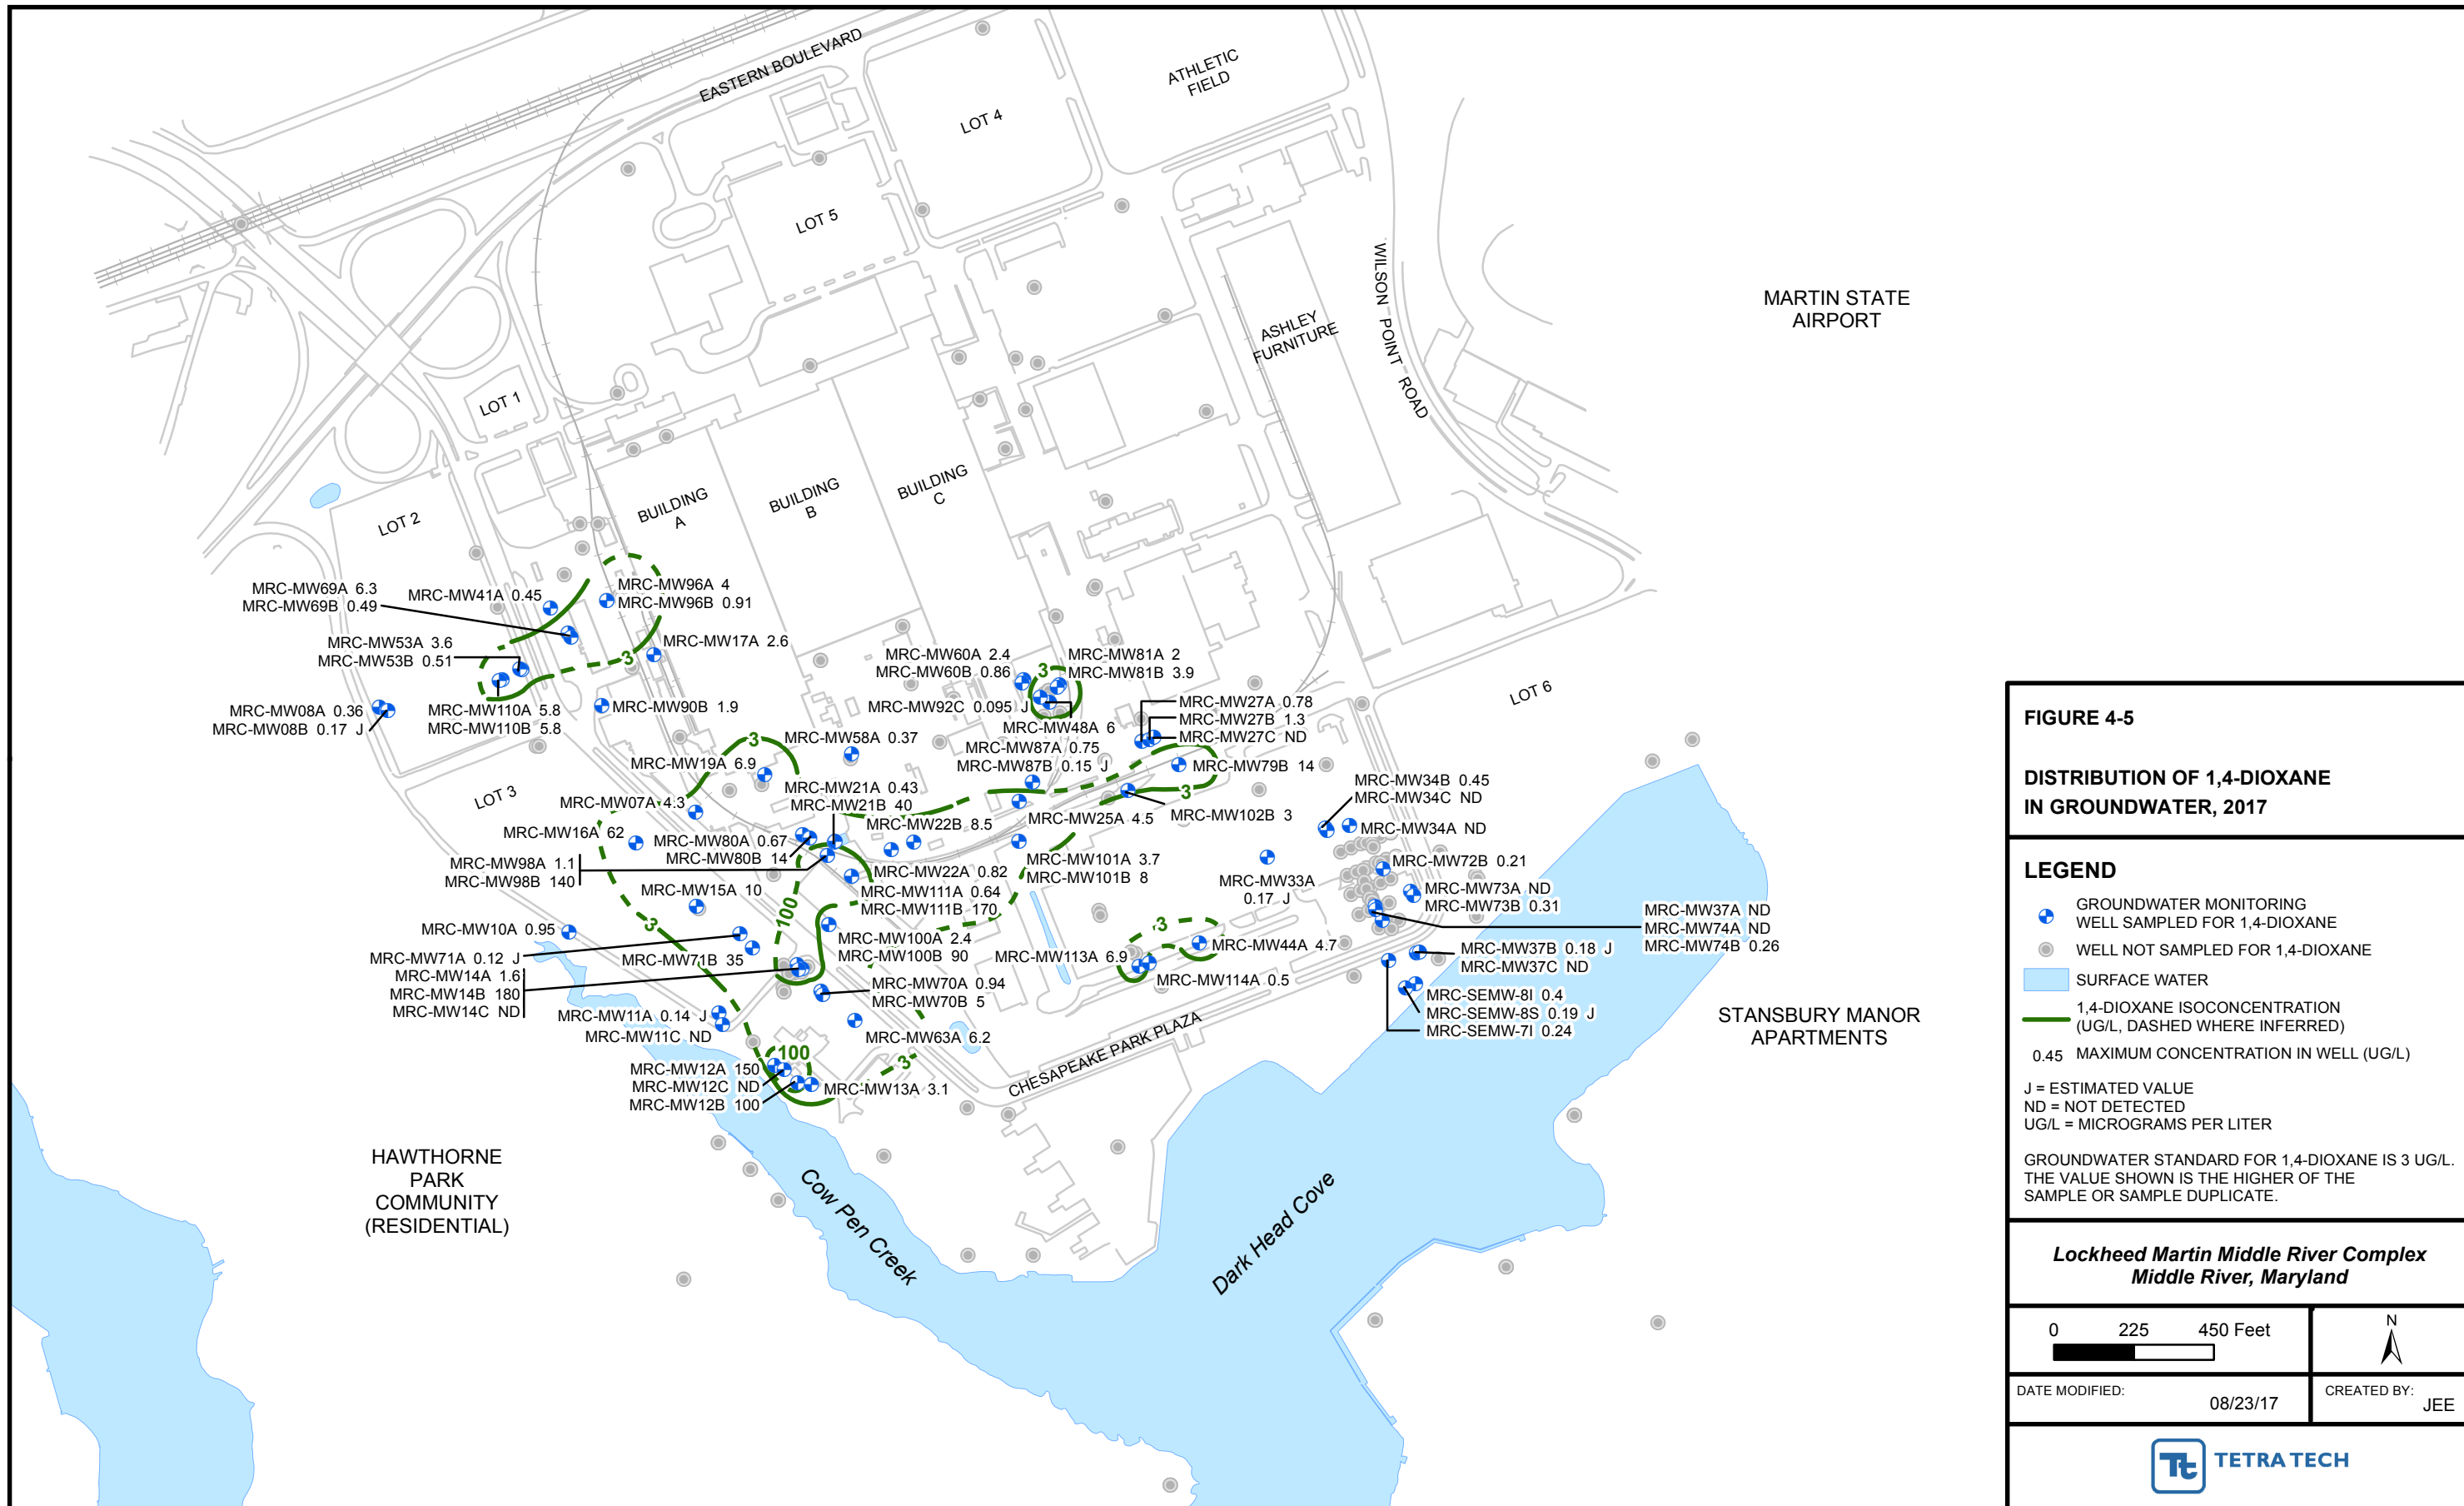 EASTERN BOULEVARD
ATHLETIC
FIELD
LOT 4
LOT 5
WILSON POINT ROAD
MARTIN STATE
AIRPORT
ASHLEY
FURNITURE
LOT 1
BUILDING
A
BUILDING
B
BUILDING
C
LOT 2
MRC-MW69A 6.3
MRC-MW69B 0.49
MRC-MW41A 0.45
MRC-MW96A 4
MRC-MW96B 0.91
MRC-MW53A 3.6
MRC-MW53B 0.51
MRC-MW17A 2.6
3
MRC-MW60A 2.4
MRC-MW60B 0.86
3
MRC-MW81A 2
MRC-MW81B 3.9
LOT 6
MRC-MW08A 0.36
MRC-MW08B 0.17 J
MRC-MW110A 5.8
MRC-MW110B 5.8
MRC-MW90B 1.9
MRC-MW92C 0.095 J
MRC-MW48A 6
MRC-MW27A 0.78
MRC-MW27B 1.3
MRC-MW27C ND
3
MRC-MW58A 0.37
MRC-MW87A 0.75
MRC-MW87B 0.15 J
MRC-MW19A 6.9
MRC-MW79B 14
3
LOT 3
MRC-MW07A 4.3
MRC-MW21A 0.43
MRC-MW21B 40
MRC-MW34B 0.45
MRC-MW34C ND
MRC-MW16A 62
MRC-MW22B 8.5
MRC-MW25A 4.5
MRC-MW102B 3
MRC-MW34A ND
MRC-MW80A 0.67
MRC-MW80B 14
MRC-MW98A 1.1
MRC-MW98B 140
MRC-MW101A 3.7
MRC-MW101B 8
MRC-MW72B 0.21
MRC-MW22A 0.82
MRC-MW33A
0.17 J
MRC-MW15A 10
MRC-MW111A 0.64
MRC-MW111B 170
MRC-MW73A ND
MRC-MW73B 0.31
100
3
3
MRC-MW37A ND
MRC-MW74A ND
MRC-MW74B 0.26
MRC-MW10A 0.95
MRC-MW100A 2.4
MRC-MW100B 90
MRC-MW44A 4.7
MRC-MW37B 0.18 J
MRC-MW37C ND
MRC-MW71A 0.12 J
MRC-MW71B 35
MRC-MW113A 6.9
MRC-MW14A 1.6
MRC-MW14B 180
MRC-MW14C ND
MRC-MW70A 0.94
MRC-MW70B 5
MRC-MW114A 0.5
MRC-SEMW-8I 0.4
MRC-SEMW-8S 0.19 J
MRC-SEMW-7I 0.24
MRC-MW11A 0.14 J
MRC-MW11C ND
MRC-MW63A 6.2
STANSBURY MANOR
APARTMENTS
100
3
CHESAPEAKE PARK PLAZA
MRC-MW12A 150
MRC-MW12C ND
MRC-MW12B 100
MRC-MW13A 3.1
HAWTHORNE
PARK
COMMUNITY
(RESIDENTIAL)
Cow Pen Creek
Dark Head Cove
FIGURE 4-5
DISTRIBUTION OF 1,4-DIOXANE
IN GROUNDWATER, 2017
LEGEND
GROUNDWATER MONITORING
WELL SAMPLED FOR 1,4-DIOXANE
WELL NOT SAMPLED FOR 1,4-DIOXANE
SURFACE WATER
1,4-DIOXANE ISOCONCENTRATION
(UG/L, DASHED WHERE INFERRED)
0.45 MAXIMUM CONCENTRATION IN WELL (UG/L)
J = ESTIMATED VALUE
ND = NOT DETECTED
UG/L = MICROGRAMS PER LITER
GROUNDWATER STANDARD FOR 1,4-DIOXANE IS 3 UG/L.
THE VALUE SHOWN IS THE HIGHER OF THE
SAMPLE OR SAMPLE DUPLICATE.
Lockheed Martin Middle River Complex
Middle River, Maryland
0 225 450 Feet
N
DATE MODIFIED: 08/23/17
CREATED BY: JEE
Tt TETRA TECH